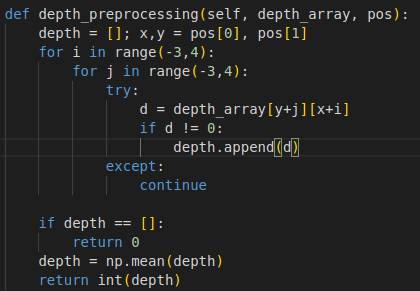 def depth_preprocessing(self, depth_array, pos):
    depth = []; x,y = pos[0], pos[1]
    for i in range(-3,4):
        for j in range(-3,4):
            try:
                d = depth_array[y+j][x+i]
                if d != 0:
                    depth.append(d)
            except:
                continue

    if depth == []:
        return 0
    depth = np.mean(depth)
    return int(depth)